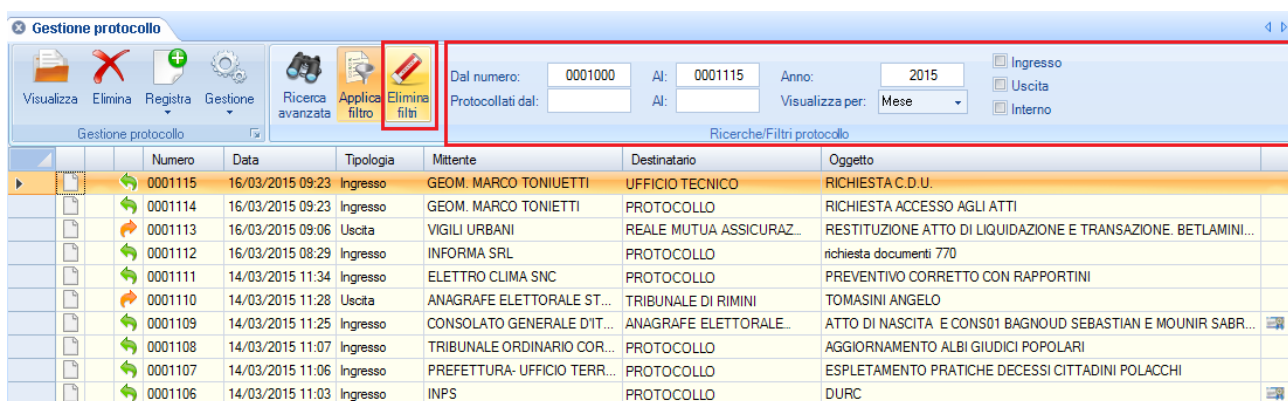 Gestione protocollo
Visualizza Elimina Registra Gestione
Gestione protocollo
Ricerca avanzata
Applica filtro
Elimina filtri
Dal numero: 0001000 Al: 0001115 Anno: 2015
Protocollati dal: Al: Visualizza per: Mese
Ingresso
Uscita
Interno
Ricerche/Filtri protocollo
Numero Data Tipologia Mittente Destinatario Oggetto
0001115 16/03/2015 09:23 Ingresso GEOM. MARCO TONIUETTI UFFICIO TECNICO RICHIESTA C.D.U.
0001114 16/03/2015 09:23 Ingresso GEOM. MARCO TONIETTI PROTOCOLLO RICHIESTA ACCESSO AGLI ATTI
0001113 16/03/2015 09:06 Uscita VIGILI URBANI REALE MUTUA ASSICURAZ... RESTITUZIONE ATTO DI LIQUIDAZIONE E TRANSAZIONE. BETLAMINI...
0001112 16/03/2015 08:29 Ingresso INFORMA SRL PROTOCOLLO richiesta documenti 770
0001111 14/03/2015 11:34 Ingresso ELETTRO CLIMA SNC PROTOCOLLO PREVENTIVO CORRETTO CON RAPPORTINI
0001110 14/03/2015 11:28 Uscita ANAGRAFE ELETTORALE ST... TRIBUNALE DI RIMINI TOMASINI ANGELO
0001109 14/03/2015 11:25 Ingresso CONSOLATO GENERALE D'IT... ANAGRAFE ELETTORALE... ATTO DI NASCITA E CONS01 BAGNOUD SEBASTIAN E MOUNIR SABR...
0001108 14/03/2015 11:07 Ingresso TRIBUNALE ORDINARIO COR... PROTOCOLLO AGGIORNAMENTO ALBI GIUDICI POPOLARI
0001107 14/03/2015 11:06 Ingresso PREFETTURA- UFFICIO TERR... PROTOCOLLO ESPLETAMENTO PRATICHE DECESSI CITTADINI POLACCHI
0001106 14/03/2015 11:03 Ingresso INPS PROTOCOLLO DURC